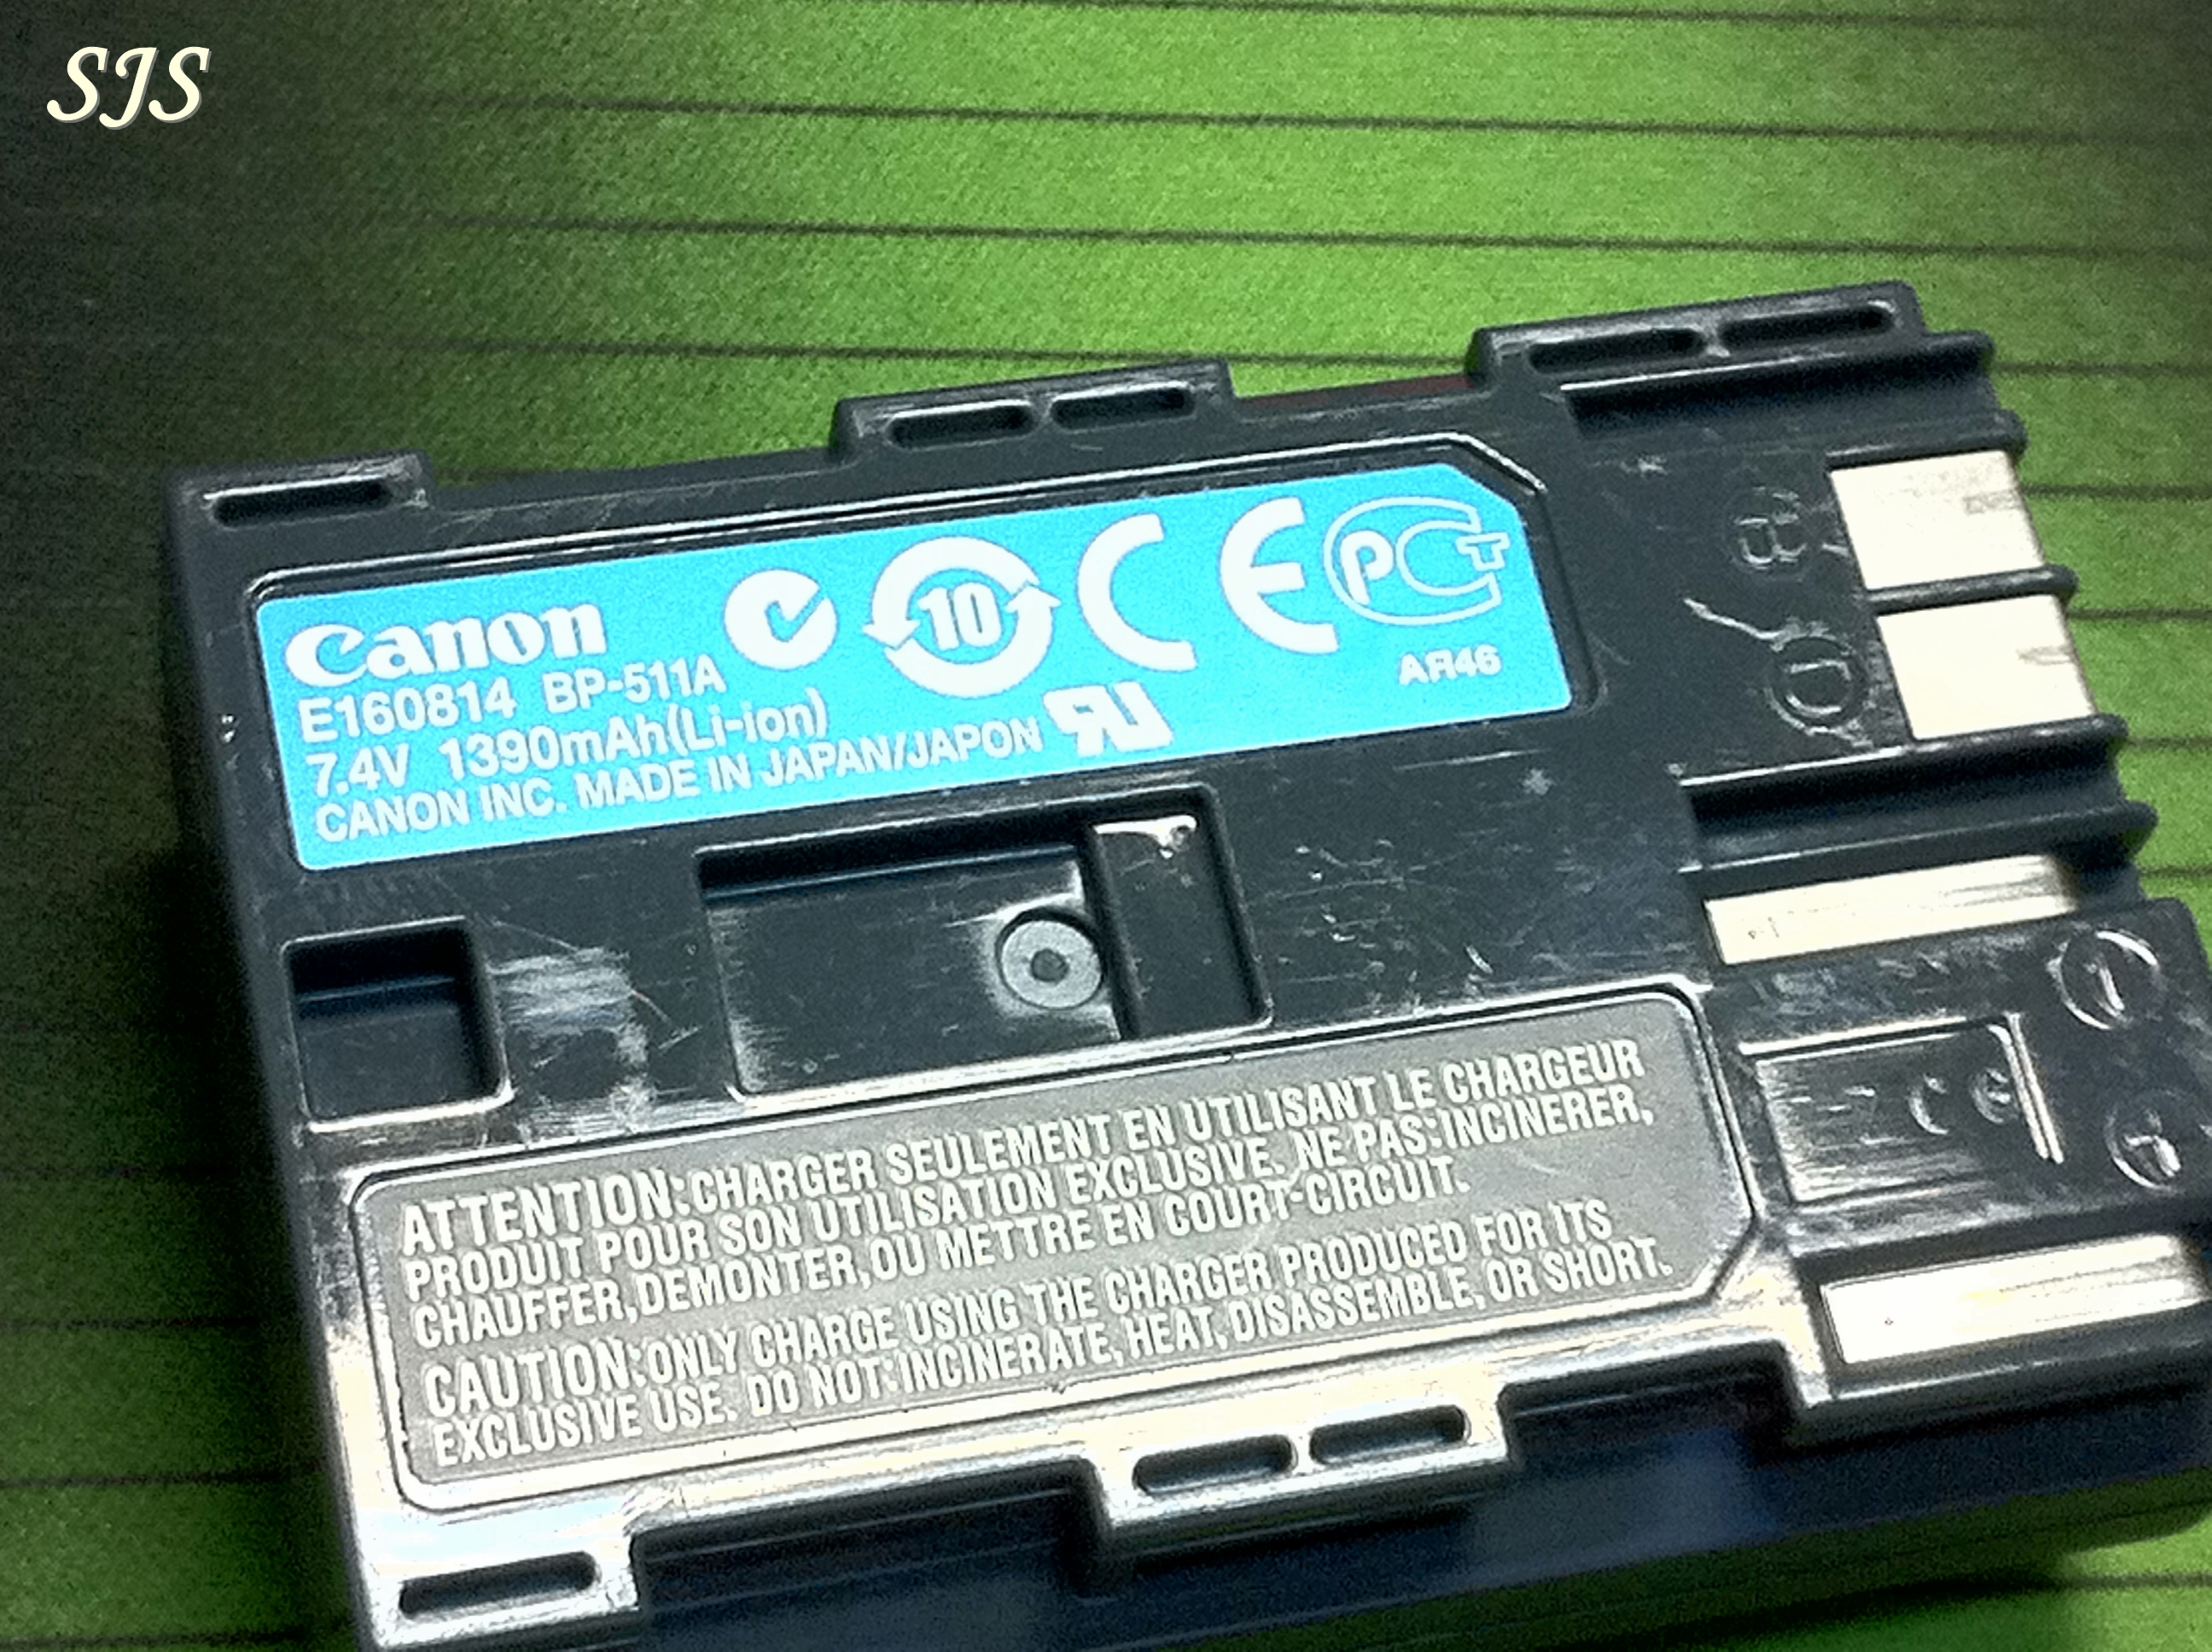 SJS
Canon
10
CE
PCT
E160814 BP-511A
AЯ46
7.4V 1390mAh(Li-ion)
CANON INC. MADE IN JAPAN/JAPON
ATTENTION:CHARGER SEULEMENT EN UTILISANT LE CHARGEUR
PRODUIT POUR SON UTILISATION EXCLUSIVE. NE PAS:INCINERER,
CHAUFFER,DEMONTER,OU METTRE EN COURT-CIRCUIT.
CAUTION:ONLY CHARGE USING THE CHARGER PRODUCED FOR ITS
EXCLUSIVE USE. DO NOT:INCINERATE, HEAT, DISASSEMBLE, OR SHORT.